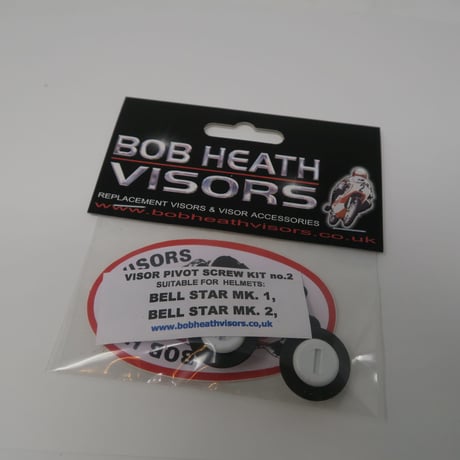 BOB HEATH
VISORS
REPLACEMENT VISORS & VISOR ACCESSORIES
www.bobheathvisors.co.uk
VISORS
VISOR PIVOT SCREW KIT no.2
SUITABLE FOR HELMETS:
BELL STAR MK. 1,
BELL STAR MK. 2,
www.bobheathvisors.co.uk
BOB